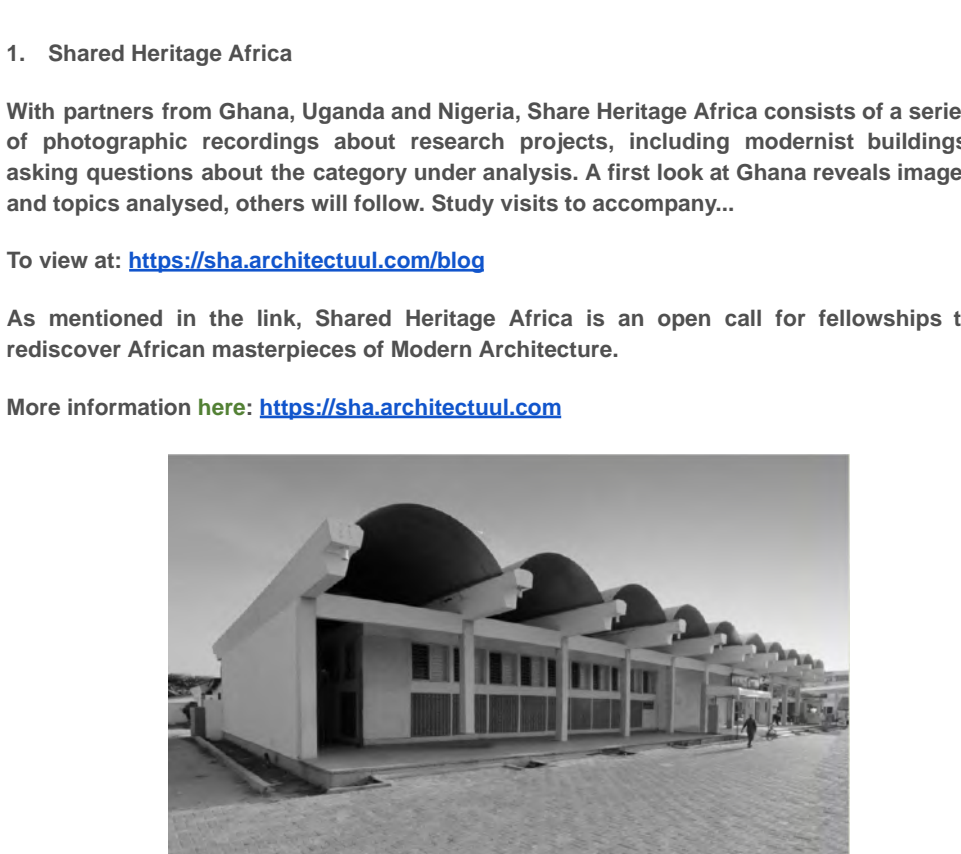 1. Shared Heritage Africa
With partners from Ghana, Uganda and Nigeria, Share Heritage Africa consists of a serie
of photographic recordings about research projects, including modernist buildings
asking questions about the category under analysis. A first look at Ghana reveals image
and topics analysed, others will follow. Study visits to accompany...
To view at: https://sha.architectuul.com/blog
As mentioned in the link, Shared Heritage Africa is an open call for fellowships t
rediscover African masterpieces of Modern Architecture.
More information here: https://sha.architectuul.com